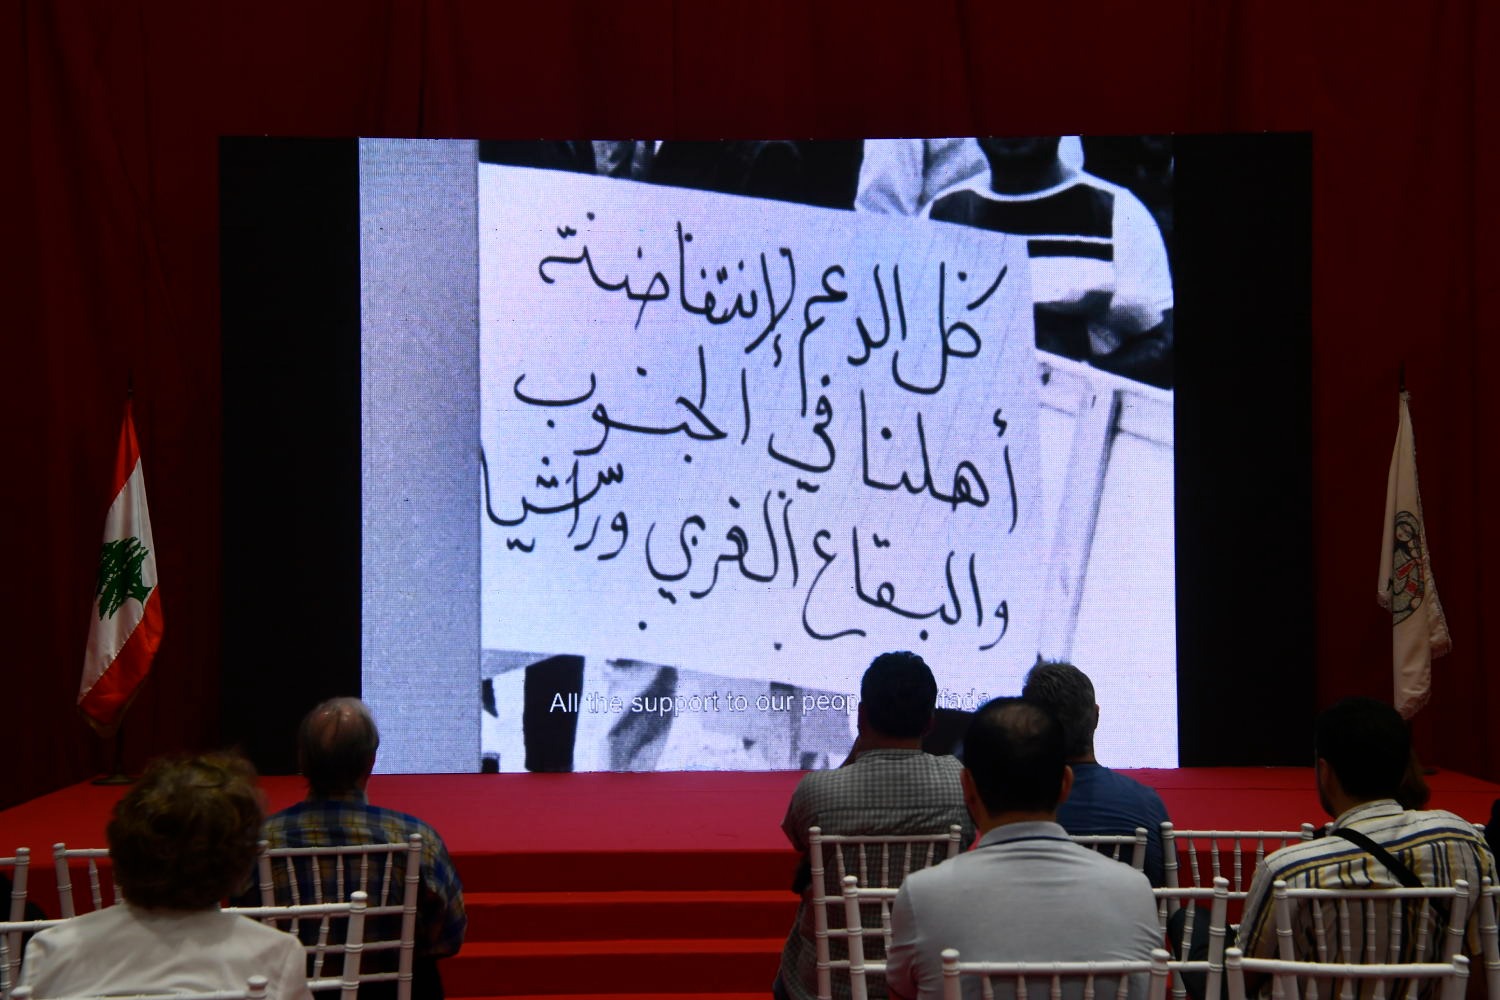 كل الدعم لإنتفاضة
أهلنا في الجنوب
والبقاع الغربي وراشيا
All the support to our peop